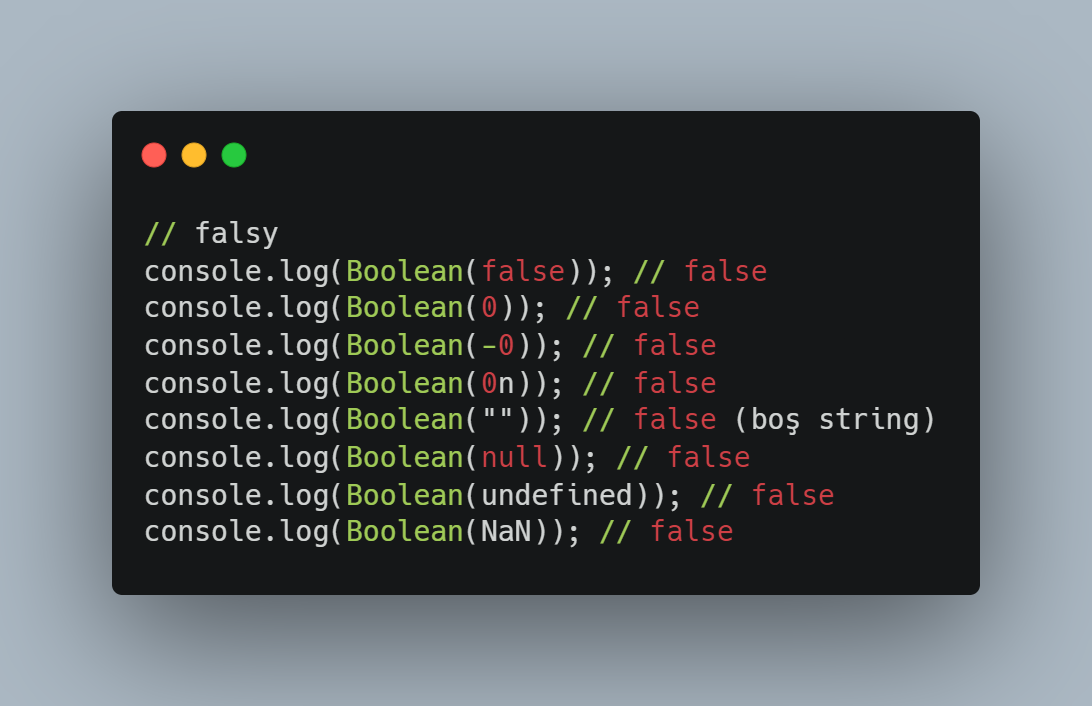 // falsy
console.log(Boolean(false)); // false
console.log(Boolean(0)); // false
console.log(Boolean(-0)); // false
console.log(Boolean(0n)); // false
console.log(Boolean("")); // false (boş string)
console.log(Boolean(null)); // false
console.log(Boolean(undefined)); // false
console.log(Boolean(NaN)); // false